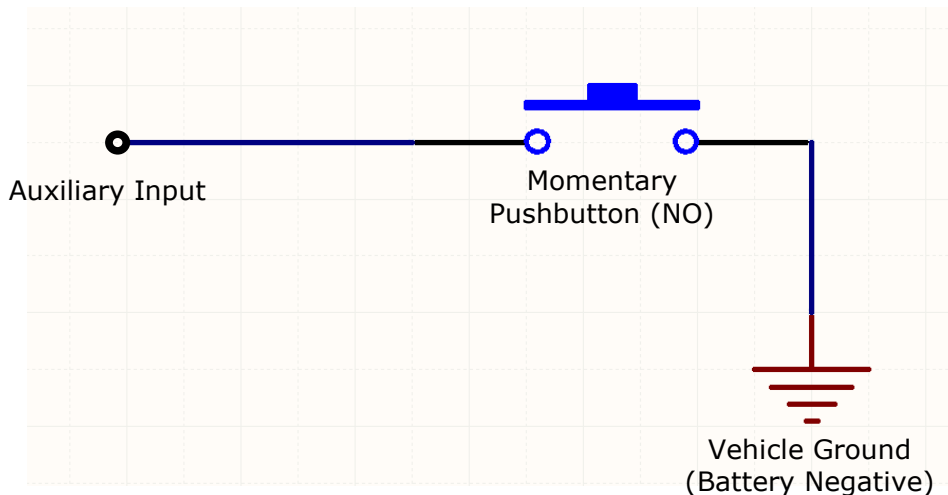 Auxiliary Input
Momentary
Pushbutton (NO)
Vehicle Ground
(Battery Negative)